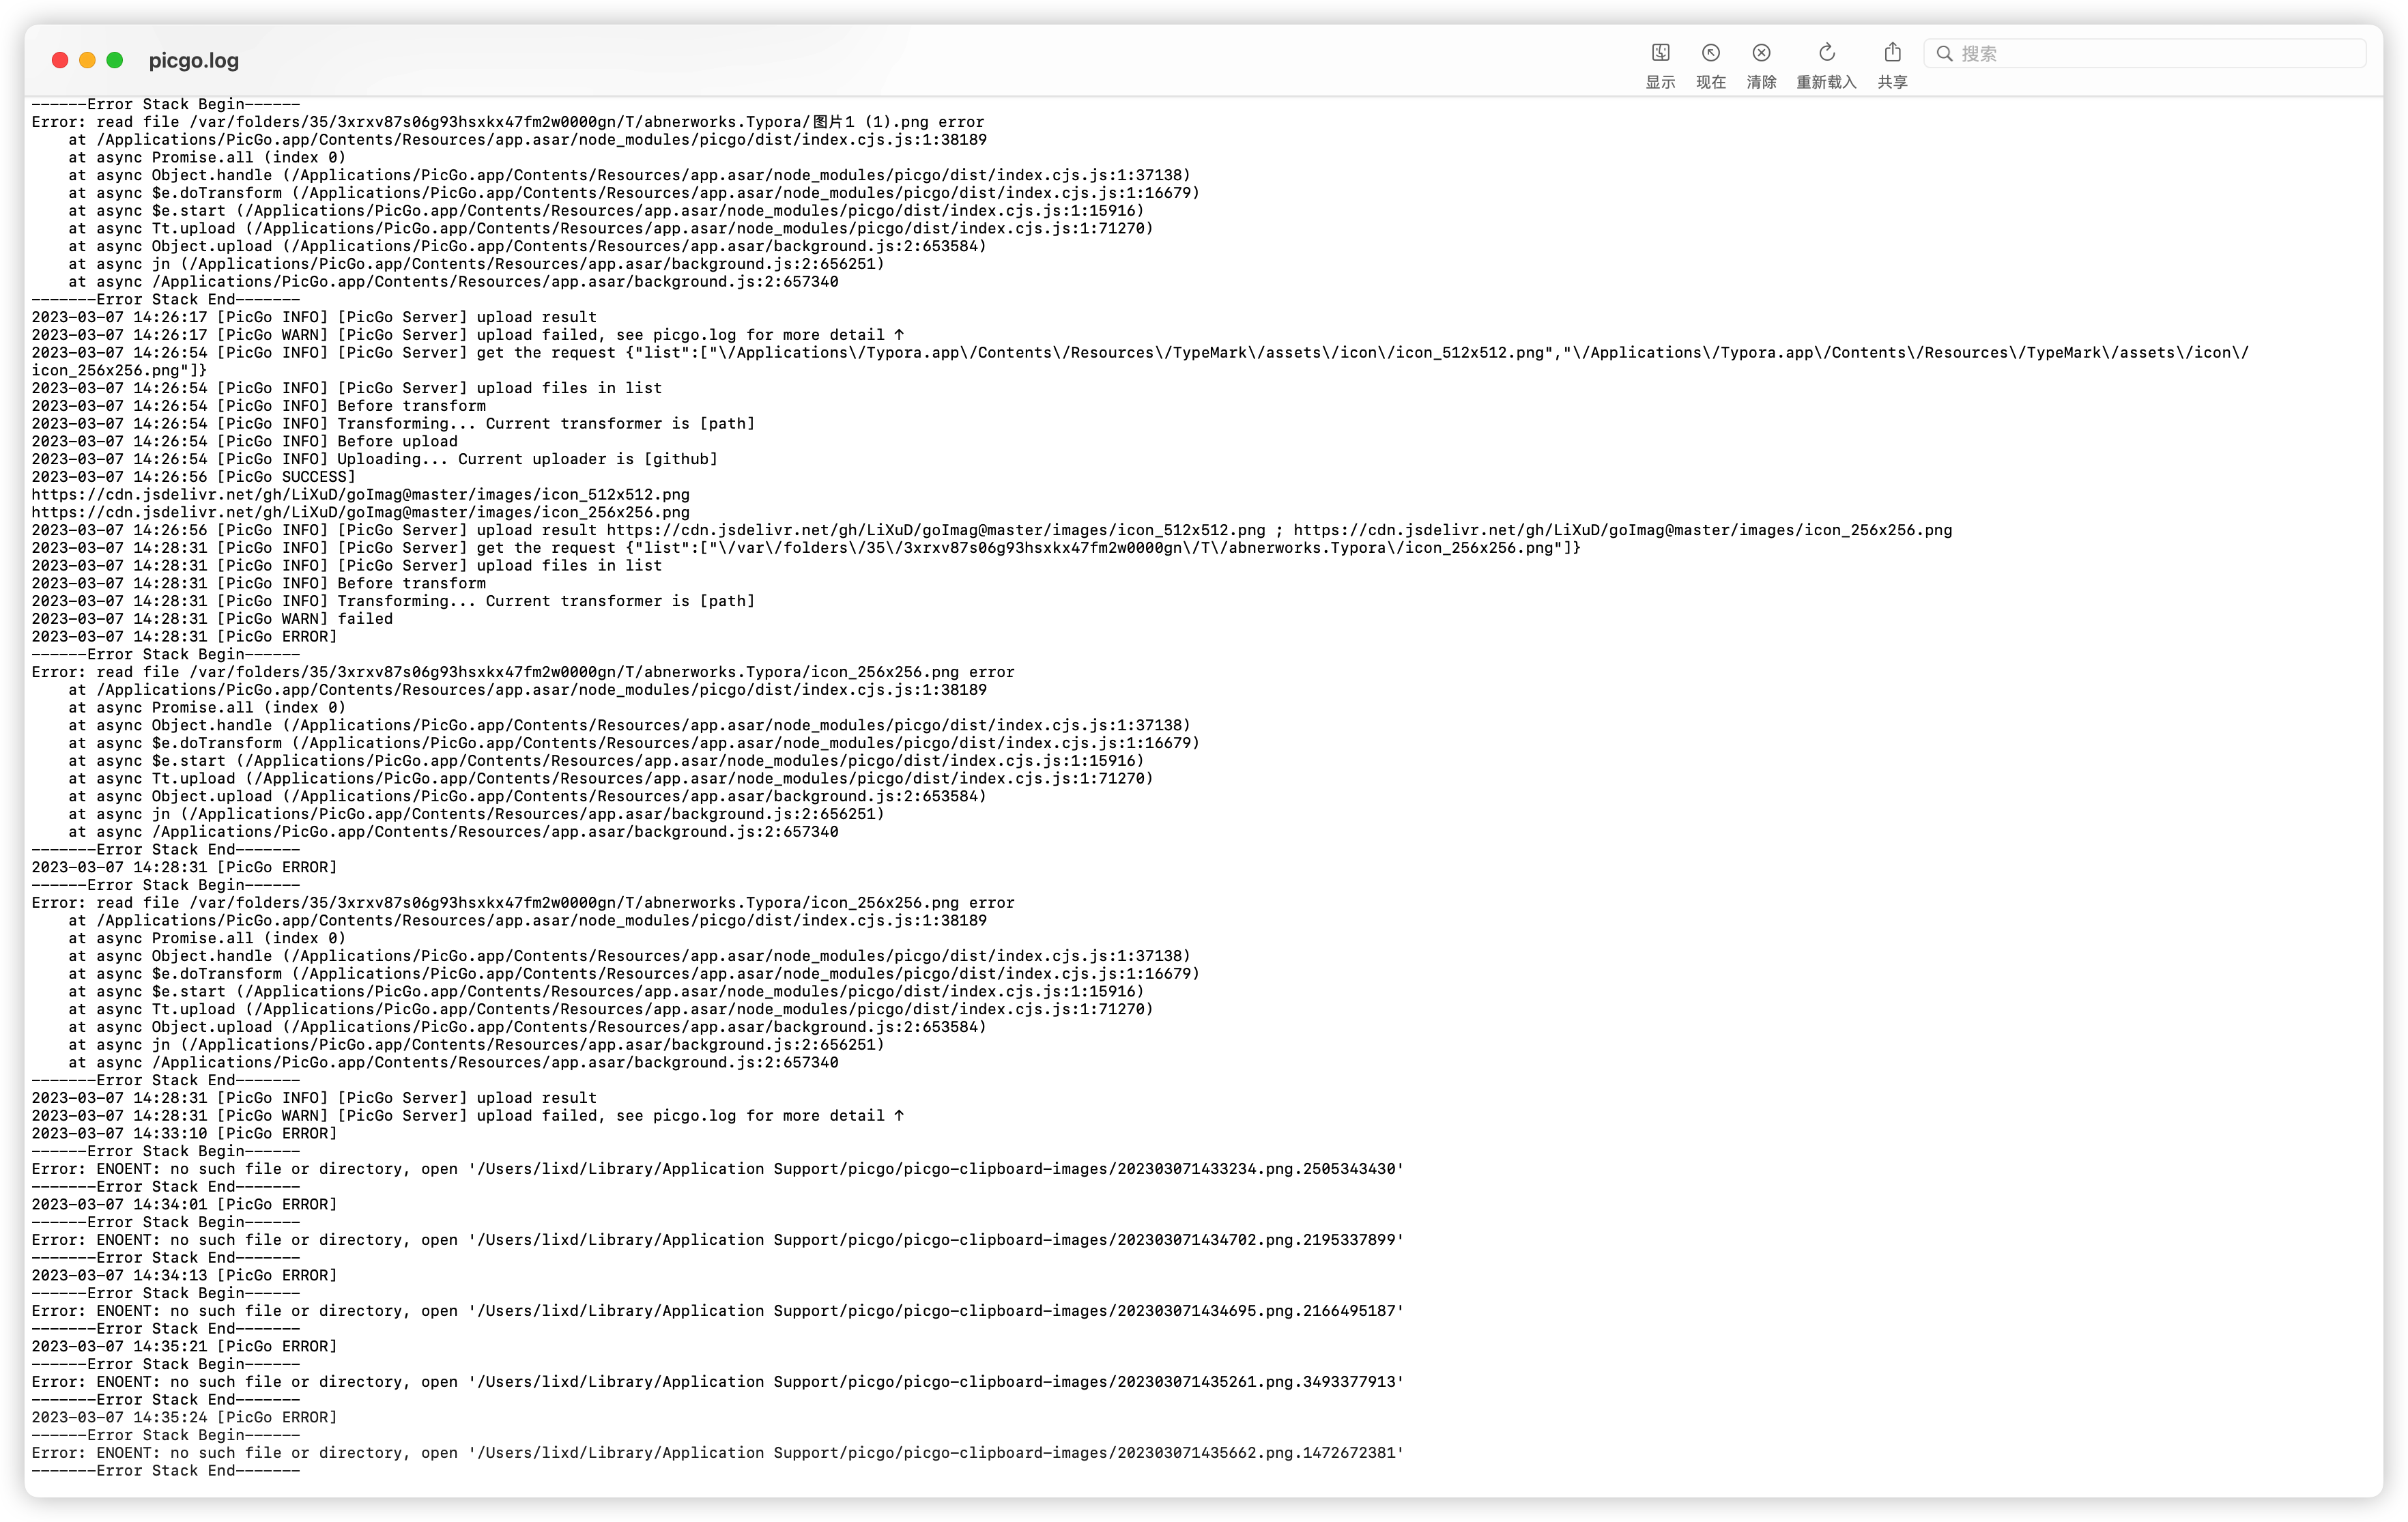 picgo.log
显示
现在
清除
重新载入
共享
搜索
------Error Stack Begin------
Error: read file /var/folders/35/3xrxv87s06g93hsxkx47fm2w0000gn/T/abnerworks.Typora/图片1 (1).png error
    at /Applications/PicGo.app/Contents/Resources/app.asar/node_modules/picgo/dist/index.cjs.js:1:38189
    at async Promise.all (index 0)
    at async Object.handle (/Applications/PicGo.app/Contents/Resources/app.asar/node_modules/picgo/dist/index.cjs.js:1:37138)
    at async $e.doTransform (/Applications/PicGo.app/Contents/Resources/app.asar/node_modules/picgo/dist/index.cjs.js:1:16679)
    at async $e.start (/Applications/PicGo.app/Contents/Resources/app.asar/node_modules/picgo/dist/index.cjs.js:1:15916)
    at async Tt.upload (/Applications/PicGo.app/Contents/Resources/app.asar/node_modules/picgo/dist/index.cjs.js:1:71270)
    at async Object.upload (/Applications/PicGo.app/Contents/Resources/app.asar/background.js:2:653584)
    at async jn (/Applications/PicGo.app/Contents/Resources/app.asar/background.js:2:656251)
    at async /Applications/PicGo.app/Contents/Resources/app.asar/background.js:2:657340
-------Error Stack End-------
2023-03-07 14:26:17 [PicGo INFO] [PicGo Server] upload result
2023-03-07 14:26:17 [PicGo WARN] [PicGo Server] upload failed, see picgo.log for more detail ↑
2023-03-07 14:26:54 [PicGo INFO] [PicGo Server] get the request {"list":["\/Applications\/Typora.app\/Contents\/Resources\/TypeMark\/assets\/icon\/icon_512x512.png","\/Applications\/Typora.app\/Contents\/Resources\/TypeMark\/assets\/icon\/
icon_256x256.png"]}
2023-03-07 14:26:54 [PicGo INFO] [PicGo Server] upload files in list
2023-03-07 14:26:54 [PicGo INFO] Before transform
2023-03-07 14:26:54 [PicGo INFO] Transforming... Current transformer is [path]
2023-03-07 14:26:54 [PicGo INFO] Before upload
2023-03-07 14:26:54 [PicGo INFO] Uploading... Current uploader is [github]
2023-03-07 14:26:56 [PicGo SUCCESS]
https://cdn.jsdelivr.net/gh/LiXuD/goImag@master/images/icon_512x512.png
https://cdn.jsdelivr.net/gh/LiXuD/goImag@master/images/icon_256x256.png
2023-03-07 14:26:56 [PicGo INFO] [PicGo Server] upload result https://cdn.jsdelivr.net/gh/LiXuD/goImag@master/images/icon_512x512.png ; https://cdn.jsdelivr.net/gh/LiXuD/goImag@master/images/icon_256x256.png
2023-03-07 14:28:31 [PicGo INFO] [PicGo Server] get the request {"list":["\/var\/folders\/35\/3xrxv87s06g93hsxkx47fm2w0000gn\/T\/abnerworks.Typora\/icon_256x256.png"]}
2023-03-07 14:28:31 [PicGo INFO] [PicGo Server] upload files in list
2023-03-07 14:28:31 [PicGo INFO] Before transform
2023-03-07 14:28:31 [PicGo INFO] Transforming... Current transformer is [path]
2023-03-07 14:28:31 [PicGo WARN] failed
2023-03-07 14:28:31 [PicGo ERROR]
------Error Stack Begin------
Error: read file /var/folders/35/3xrxv87s06g93hsxkx47fm2w0000gn/T/abnerworks.Typora/icon_256x256.png error
    at /Applications/PicGo.app/Contents/Resources/app.asar/node_modules/picgo/dist/index.cjs.js:1:38189
    at async Promise.all (index 0)
    at async Object.handle (/Applications/PicGo.app/Contents/Resources/app.asar/node_modules/picgo/dist/index.cjs.js:1:37138)
    at async $e.doTransform (/Applications/PicGo.app/Contents/Resources/app.asar/node_modules/picgo/dist/index.cjs.js:1:16679)
    at async $e.start (/Applications/PicGo.app/Contents/Resources/app.asar/node_modules/picgo/dist/index.cjs.js:1:15916)
    at async Tt.upload (/Applications/PicGo.app/Contents/Resources/app.asar/node_modules/picgo/dist/index.cjs.js:1:71270)
    at async Object.upload (/Applications/PicGo.app/Contents/Resources/app.asar/background.js:2:653584)
    at async jn (/Applications/PicGo.app/Contents/Resources/app.asar/background.js:2:656251)
    at async /Applications/PicGo.app/Contents/Resources/app.asar/background.js:2:657340
-------Error Stack End-------
2023-03-07 14:28:31 [PicGo ERROR]
------Error Stack Begin------
Error: read file /var/folders/35/3xrxv87s06g93hsxkx47fm2w0000gn/T/abnerworks.Typora/icon_256x256.png error
    at /Applications/PicGo.app/Contents/Resources/app.asar/node_modules/picgo/dist/index.cjs.js:1:38189
    at async Promise.all (index 0)
    at async Object.handle (/Applications/PicGo.app/Contents/Resources/app.asar/node_modules/picgo/dist/index.cjs.js:1:37138)
    at async $e.doTransform (/Applications/PicGo.app/Contents/Resources/app.asar/node_modules/picgo/dist/index.cjs.js:1:16679)
    at async $e.start (/Applications/PicGo.app/Contents/Resources/app.asar/node_modules/picgo/dist/index.cjs.js:1:15916)
    at async Tt.upload (/Applications/PicGo.app/Contents/Resources/app.asar/node_modules/picgo/dist/index.cjs.js:1:71270)
    at async Object.upload (/Applications/PicGo.app/Contents/Resources/app.asar/background.js:2:653584)
    at async jn (/Applications/PicGo.app/Contents/Resources/app.asar/background.js:2:656251)
    at async /Applications/PicGo.app/Contents/Resources/app.asar/background.js:2:657340
-------Error Stack End-------
2023-03-07 14:28:31 [PicGo INFO] [PicGo Server] upload result
2023-03-07 14:28:31 [PicGo WARN] [PicGo Server] upload failed, see picgo.log for more detail ↑
2023-03-07 14:33:10 [PicGo ERROR]
------Error Stack Begin------
Error: ENOENT: no such file or directory, open '/Users/lixd/Library/Application Support/picgo/picgo-clipboard-images/202303071433234.png.2505343430'
-------Error Stack End-------
2023-03-07 14:34:01 [PicGo ERROR]
------Error Stack Begin------
Error: ENOENT: no such file or directory, open '/Users/lixd/Library/Application Support/picgo/picgo-clipboard-images/202303071434702.png.2195337899'
-------Error Stack End-------
2023-03-07 14:34:13 [PicGo ERROR]
------Error Stack Begin------
Error: ENOENT: no such file or directory, open '/Users/lixd/Library/Application Support/picgo/picgo-clipboard-images/202303071434695.png.2166495187'
-------Error Stack End-------
2023-03-07 14:35:21 [PicGo ERROR]
------Error Stack Begin------
Error: ENOENT: no such file or directory, open '/Users/lixd/Library/Application Support/picgo/picgo-clipboard-images/202303071435261.png.3493377913'
-------Error Stack End-------
2023-03-07 14:35:24 [PicGo ERROR]
------Error Stack Begin------
Error: ENOENT: no such file or directory, open '/Users/lixd/Library/Application Support/picgo/picgo-clipboard-images/202303071435662.png.1472672381'
-------Error Stack End-------